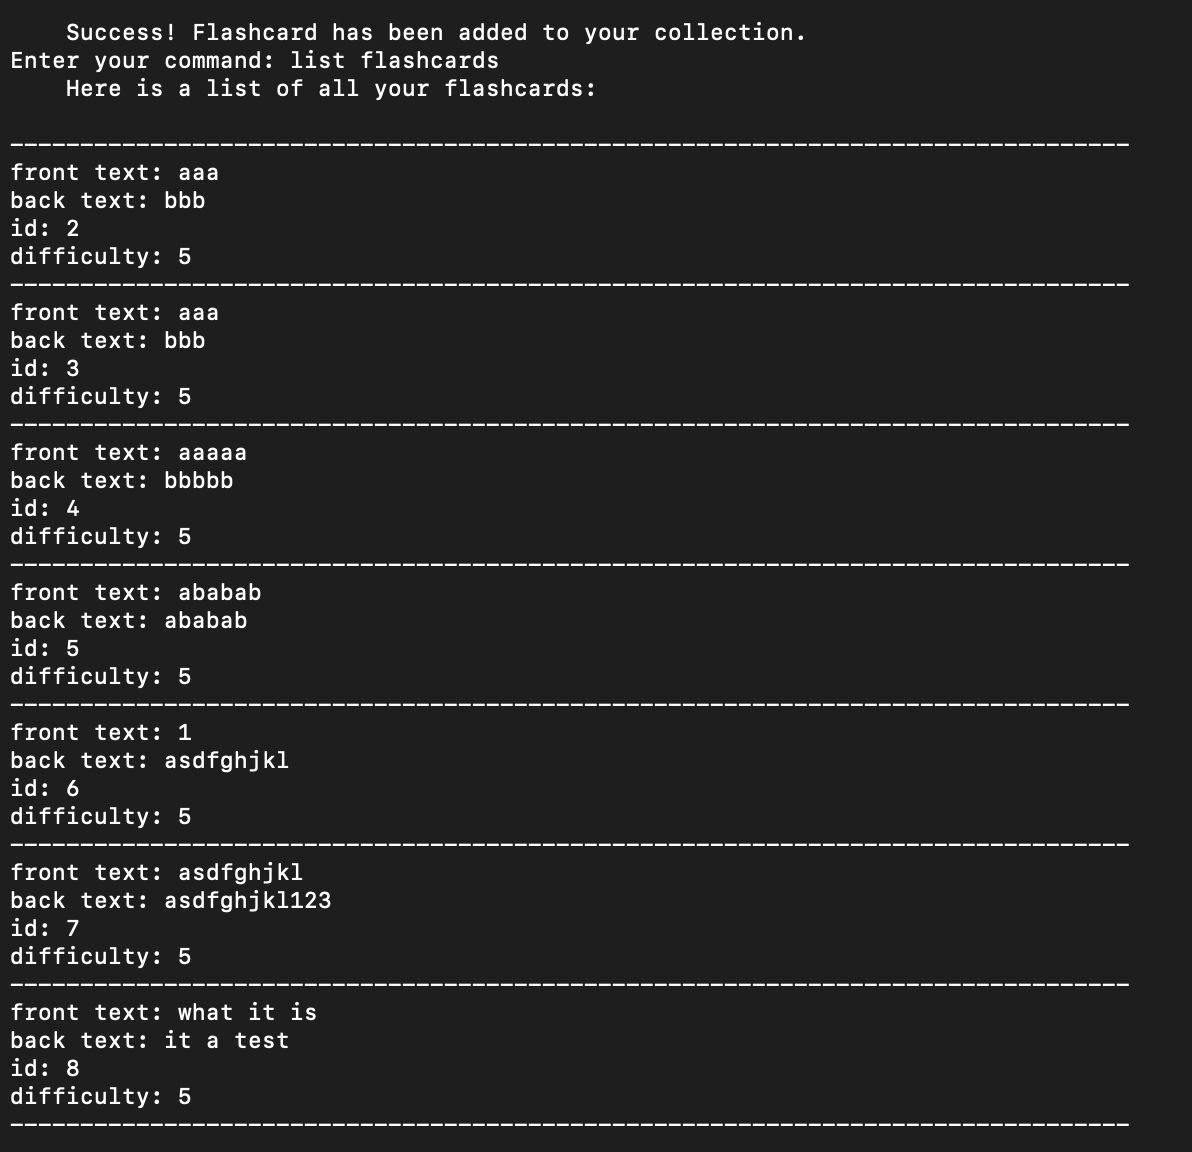 Success! Flashcard has been added to your collection.
Enter your command: list flashcards
Here is a list of all your flashcards:
--------------------------------------------------------------------------------
front text: aaa
back text: bbb
id: 2
difficulty: 5
--------------------------------------------------------------------------------
front text: aaa
back text: bbb
id: 3
difficulty: 5
--------------------------------------------------------------------------------
front text: aaaaa
back text: bbbbb
id: 4
difficulty: 5
--------------------------------------------------------------------------------
front text: ababab
back text: ababab
id: 5
difficulty: 5
--------------------------------------------------------------------------------
front text: 1
back text: asdfghjkl
id: 6
difficulty: 5
--------------------------------------------------------------------------------
front text: asdfghjkl
back text: asdfghjkl123
id: 7
difficulty: 5
--------------------------------------------------------------------------------
front text: what it is
back text: it a test
id: 8
difficulty: 5
--------------------------------------------------------------------------------